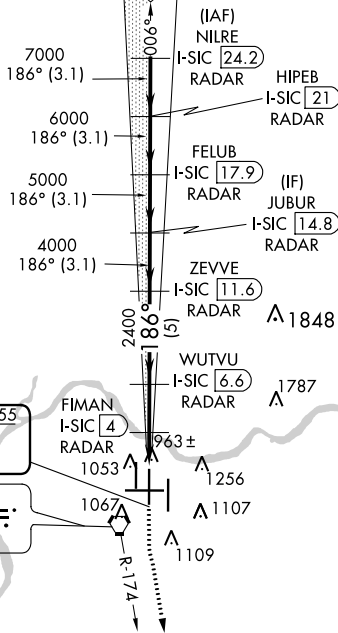 (IAF)
NILRE
I-SIC 24.2
RADAR
006°
7000
186° (3.1)
HIPEB
I-SIC 21
RADAR
6000
186° (3.1)
FELUB
I-SIC 17.9
RADAR
5000
186° (3.1)
(IF)
JUBUR
I-SIC 14.8
RADAR
4000
186° (3.1)
ZEVVE
I-SIC 11.6
RADAR
2400
186°
(5)
1848
WUTVU
I-SIC 6.6
RADAR
1787
FIMAN
I-SIC 4
RADAR
55
963±
1053
1256
1067
1107
1109
R-174